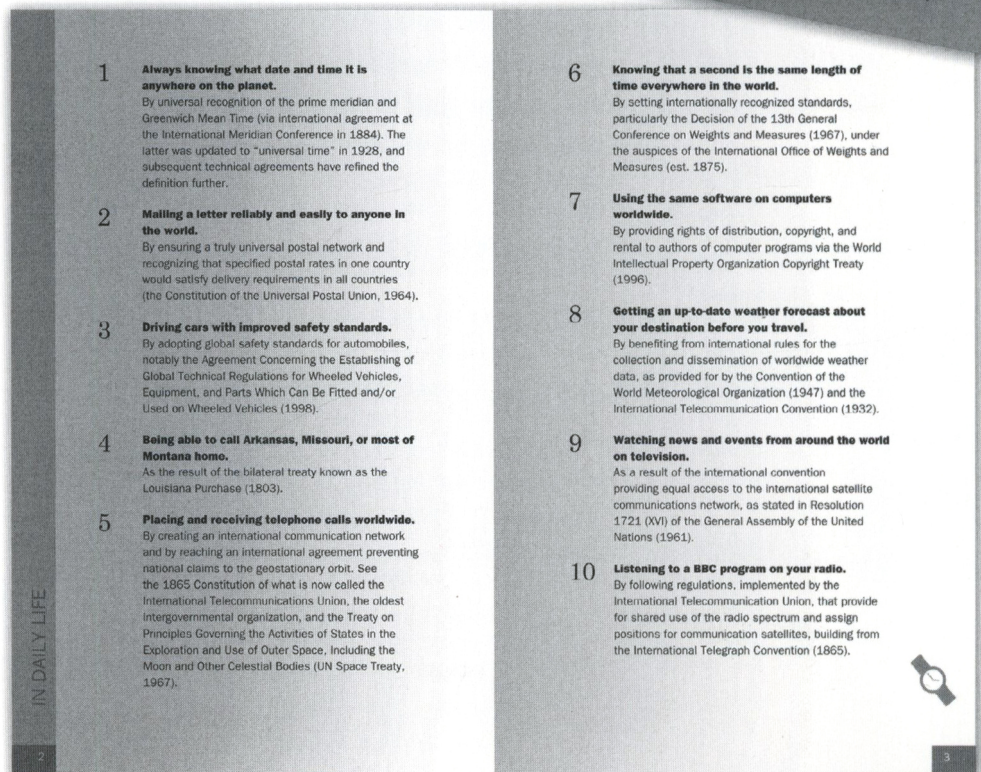 1
Always knowing what date and time it is
anywhere on the planet.
By universal recognition of the prime meridian and
Greenwich Mean Time (via international agreement at
the International Meridian Conference in 1884). The
latter was updated to “universal time” in 1928, and
subsequent technical agreements have refined the
definition further.
2
Mailing a letter reliably and easily to anyone in
the world.
By ensuring a truly universal postal network and
recognizing that specified postal rates in one country
would satisfy delivery requirements in all countries
(the Constitution of the Universal Postal Union, 1964).
3
Driving cars with improved safety standards.
By adopting global safety standards for automobiles,
notably the Agreement Concerning the Establishing of
Global Technical Regulations for Wheeled Vehicles,
Equipment, and Parts Which Can Be Fitted and/or
Used on Wheeled Vehicles (1998).
4
Being able to call Arkansas, Missouri, or most of
Montana home.
As the result of the bilateral treaty known as the
Louisiana Purchase (1803).
5
Placing and receiving telephone calls worldwide.
By creating an international communication network
and by reaching an international agreement preventing
national claims to the geostationary orbit. See
the 1865 Constitution of what is now called the
International Telecommunications Union, the oldest
intergovernmental organization, and the Treaty on
Principles Governing the Activities of States in the
Exploration and Use of Outer Space, Including the
Moon and Other Celestial Bodies (UN Space Treaty,
1967).
IN DAILY LIFE
2
6
Knowing that a second is the same length of
time everywhere in the world.
By setting internationally recognized standards,
particularly the Decision of the 13th General
Conference on Weights and Measures (1967), under
the auspices of the International Office of Weights and
Measures (est. 1875).
7
Using the same software on computers
worldwide.
By providing rights of distribution, copyright, and
rental to authors of computer programs via the World
Intellectual Property Organization Copyright Treaty
(1996).
8
Getting an up-to-date weather forecast about
your destination before you travel.
By benefiting from international rules for the
collection and dissemination of worldwide weather
data, as provided for by the Convention of the
World Meteorological Organization (1947) and the
International Telecommunication Convention (1932).
9
Watching news and events from around the world
on television.
As a result of the international convention
providing equal access to the international satellite
communications network, as stated in Resolution
1721 (XVI) of the General Assembly of the United
Nations (1961).
10
Listening to a BBC program on your radio.
By following regulations, implemented by the
International Telecommunication Union, that provide
for shared use of the radio spectrum and assign
positions for communication satellites, building from
the International Telegraph Convention (1865).
3